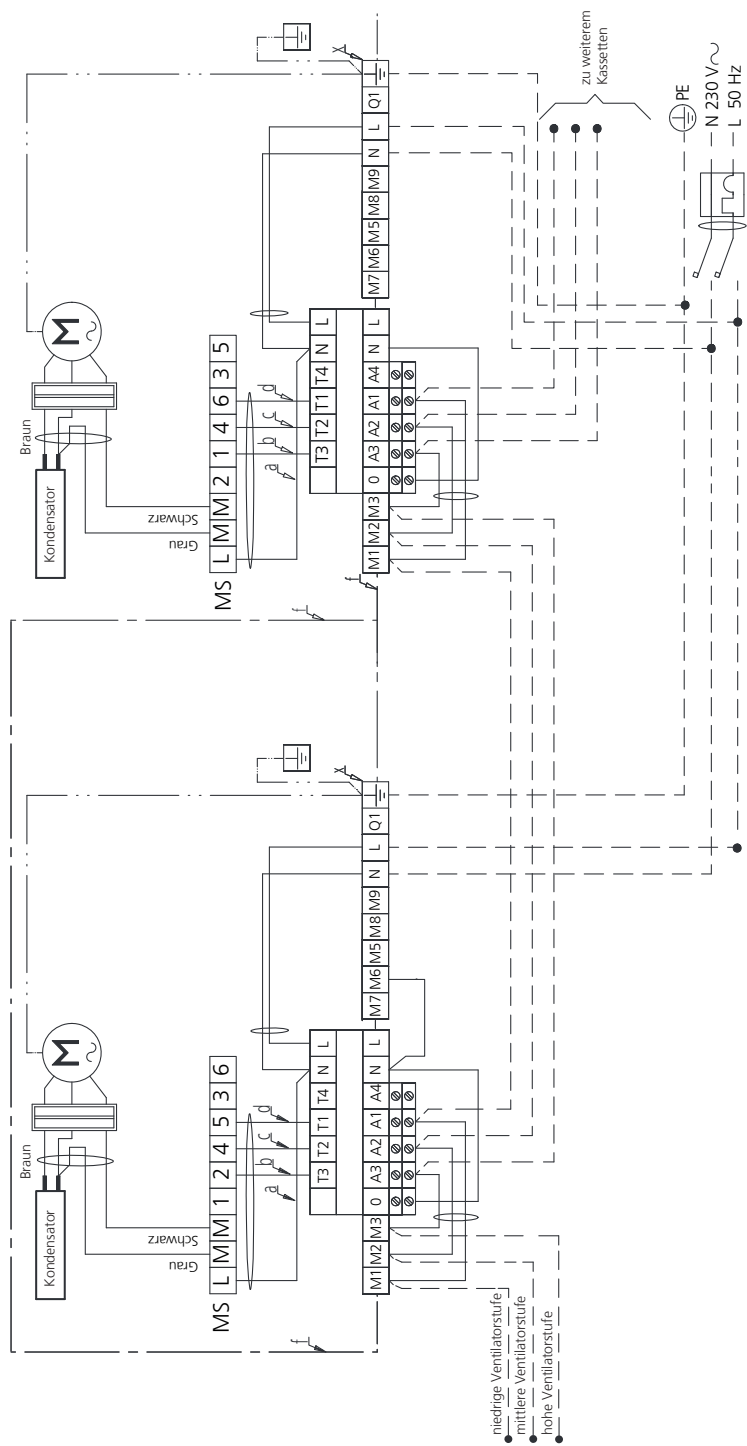 Kondensator
Braun
M
Grau
Schwarz
MS
L M M 1 2 4 5 3 6
a b c d
T3 T2 T1 T4 N L
M1 M2 M3 0 A3 A2 A1 A4 N L
M7 M6 M5 M8 M9 N L Q1
x
f
niedrige Ventilatorstufe
mittlere Ventilatorstufe
hohe Ventilatorstufe
f
f
Kondensator
Braun
M
Grau
Schwarz
MS
L M M 2 1 4 6 3 5
a b c d
T3 T2 T1 T4 N L
M1 M2 M3 0 A3 A2 A1 A4 N L
M7 M6 M5 M8 M9 N L Q1
x
zu weiterem
Kassetten
PE
N 230 V~
L 50 Hz